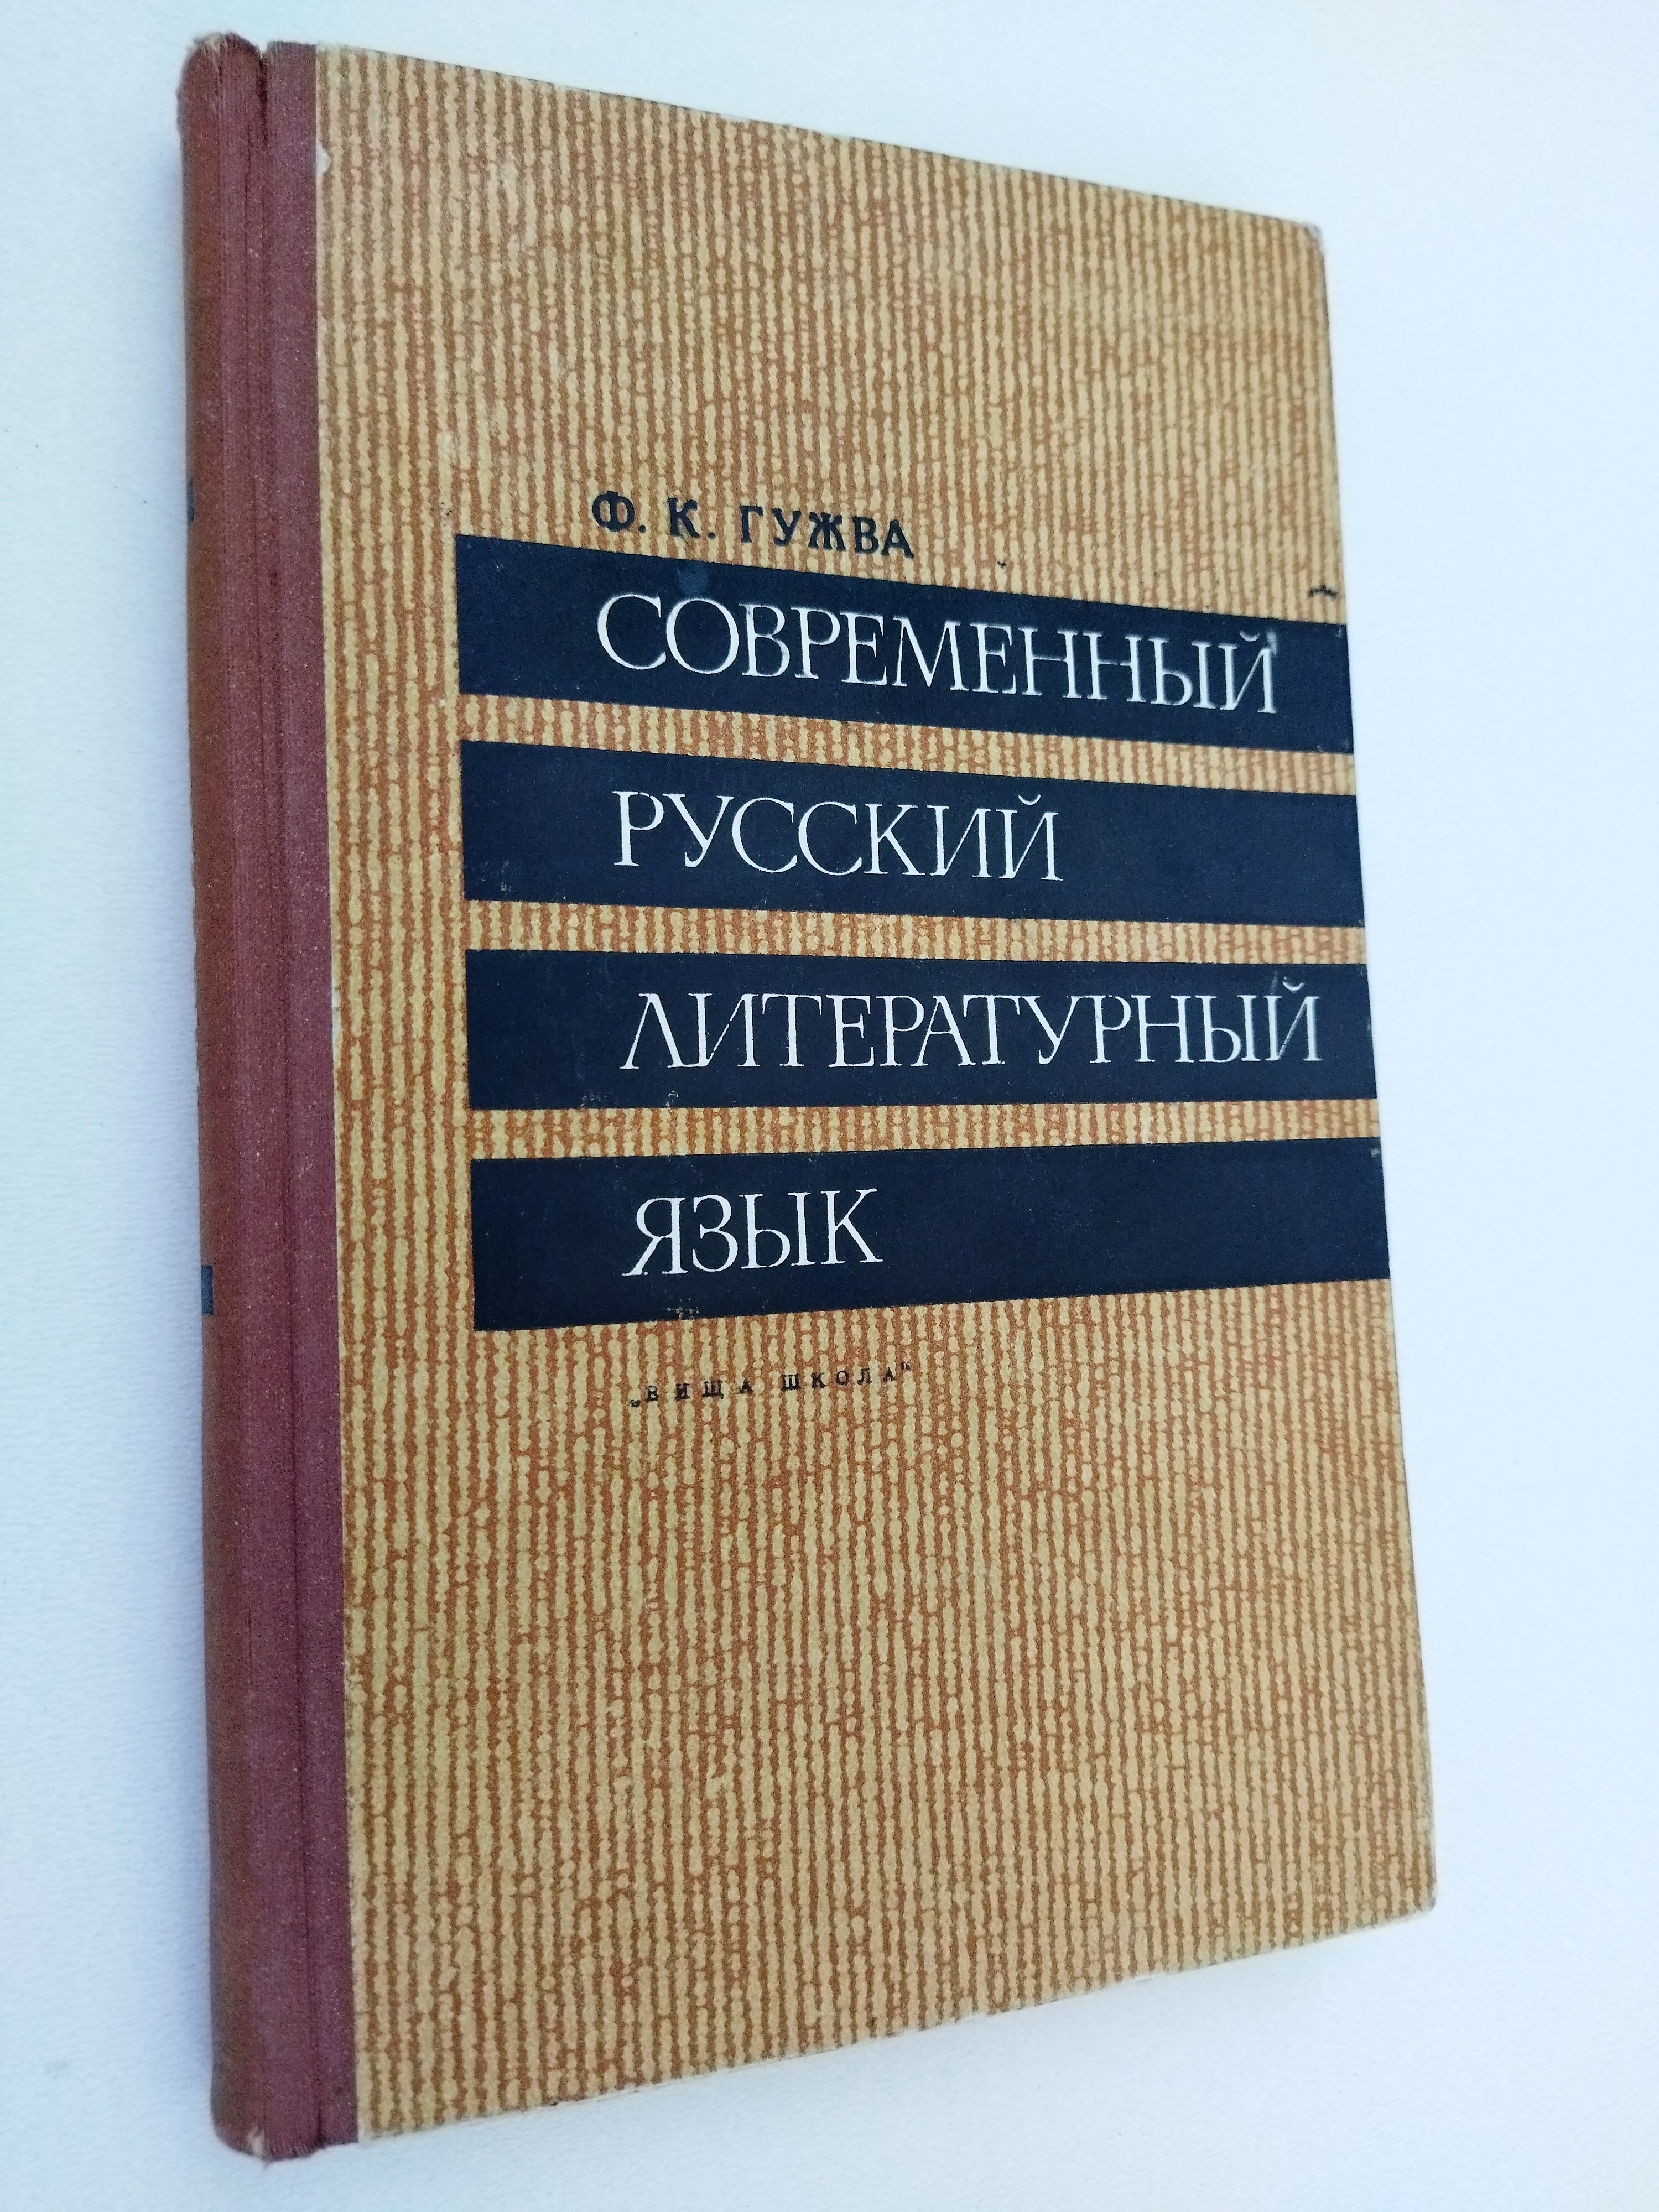 Ф. К. ГУЖВА
СОВРЕМЕННЫЙ
РУССКИЙ
ЛИТЕРАТУРНЫЙ
ЯЗЫК
„ВИЩА ШКОЛА“